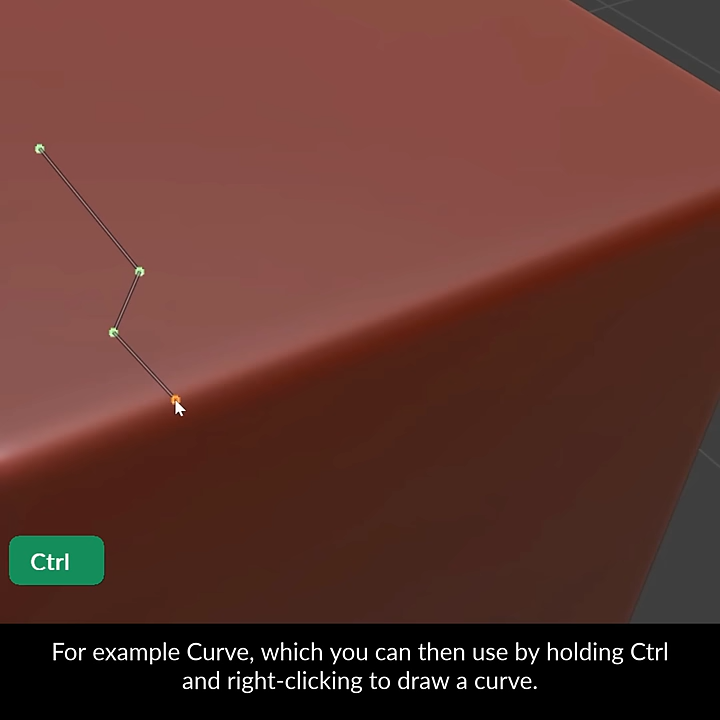 Ctrl
For example Curve, which you can then use by holding Ctrl
and right-clicking to draw a curve.